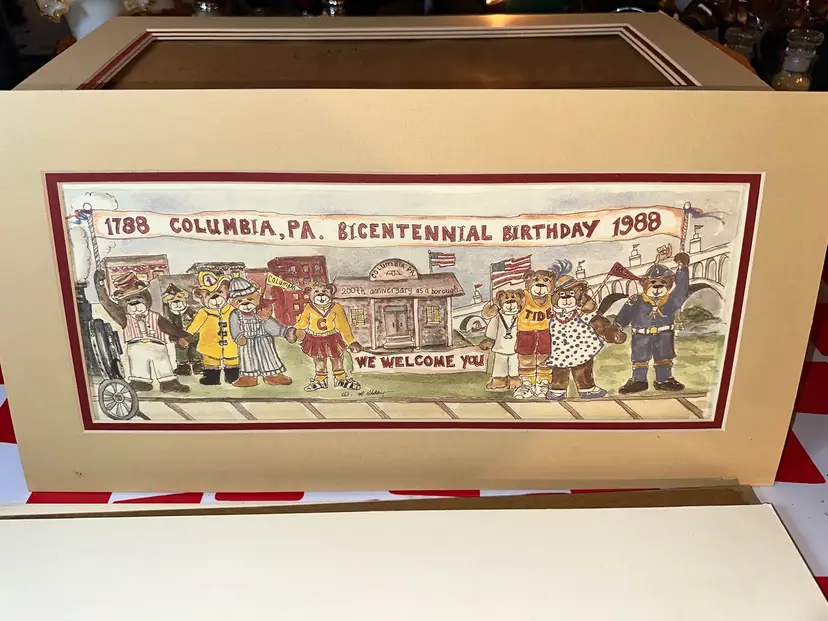 1788 COLUMBIA, PA. BICENTENNIAL BIRTHDAY 1988
COLUMBIA PA.
200th anniversary as a borough
C
TIDE
WE WELCOME YOU